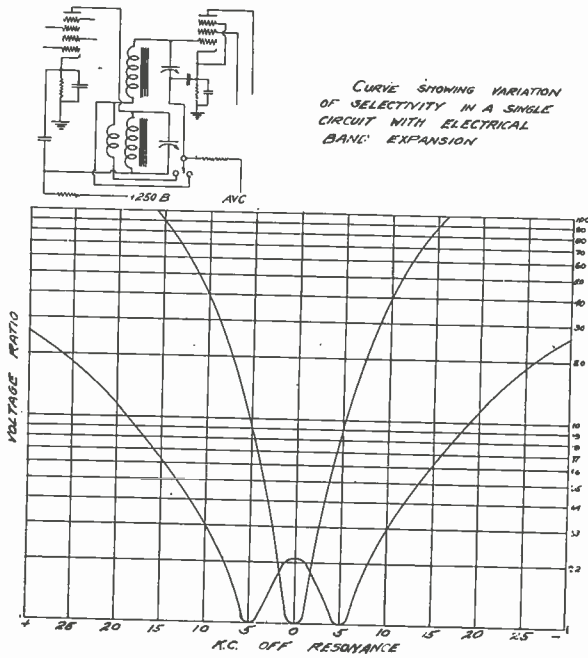 CURVE SHOWING VARIATION
OF SELECTIVITY IN A SINGLE
CIRCUIT WITH ELECTRICAL
BAND EXPANSION
+250 B
AVC
VOLTAGE RATIO
100
90
80
70
60
50
40
30
20
10
9
8
7
6
5
4
3
2
+ 25 20 15 10 5 0 5 10 15 20 25 -
K.C. OFF RESONANCE